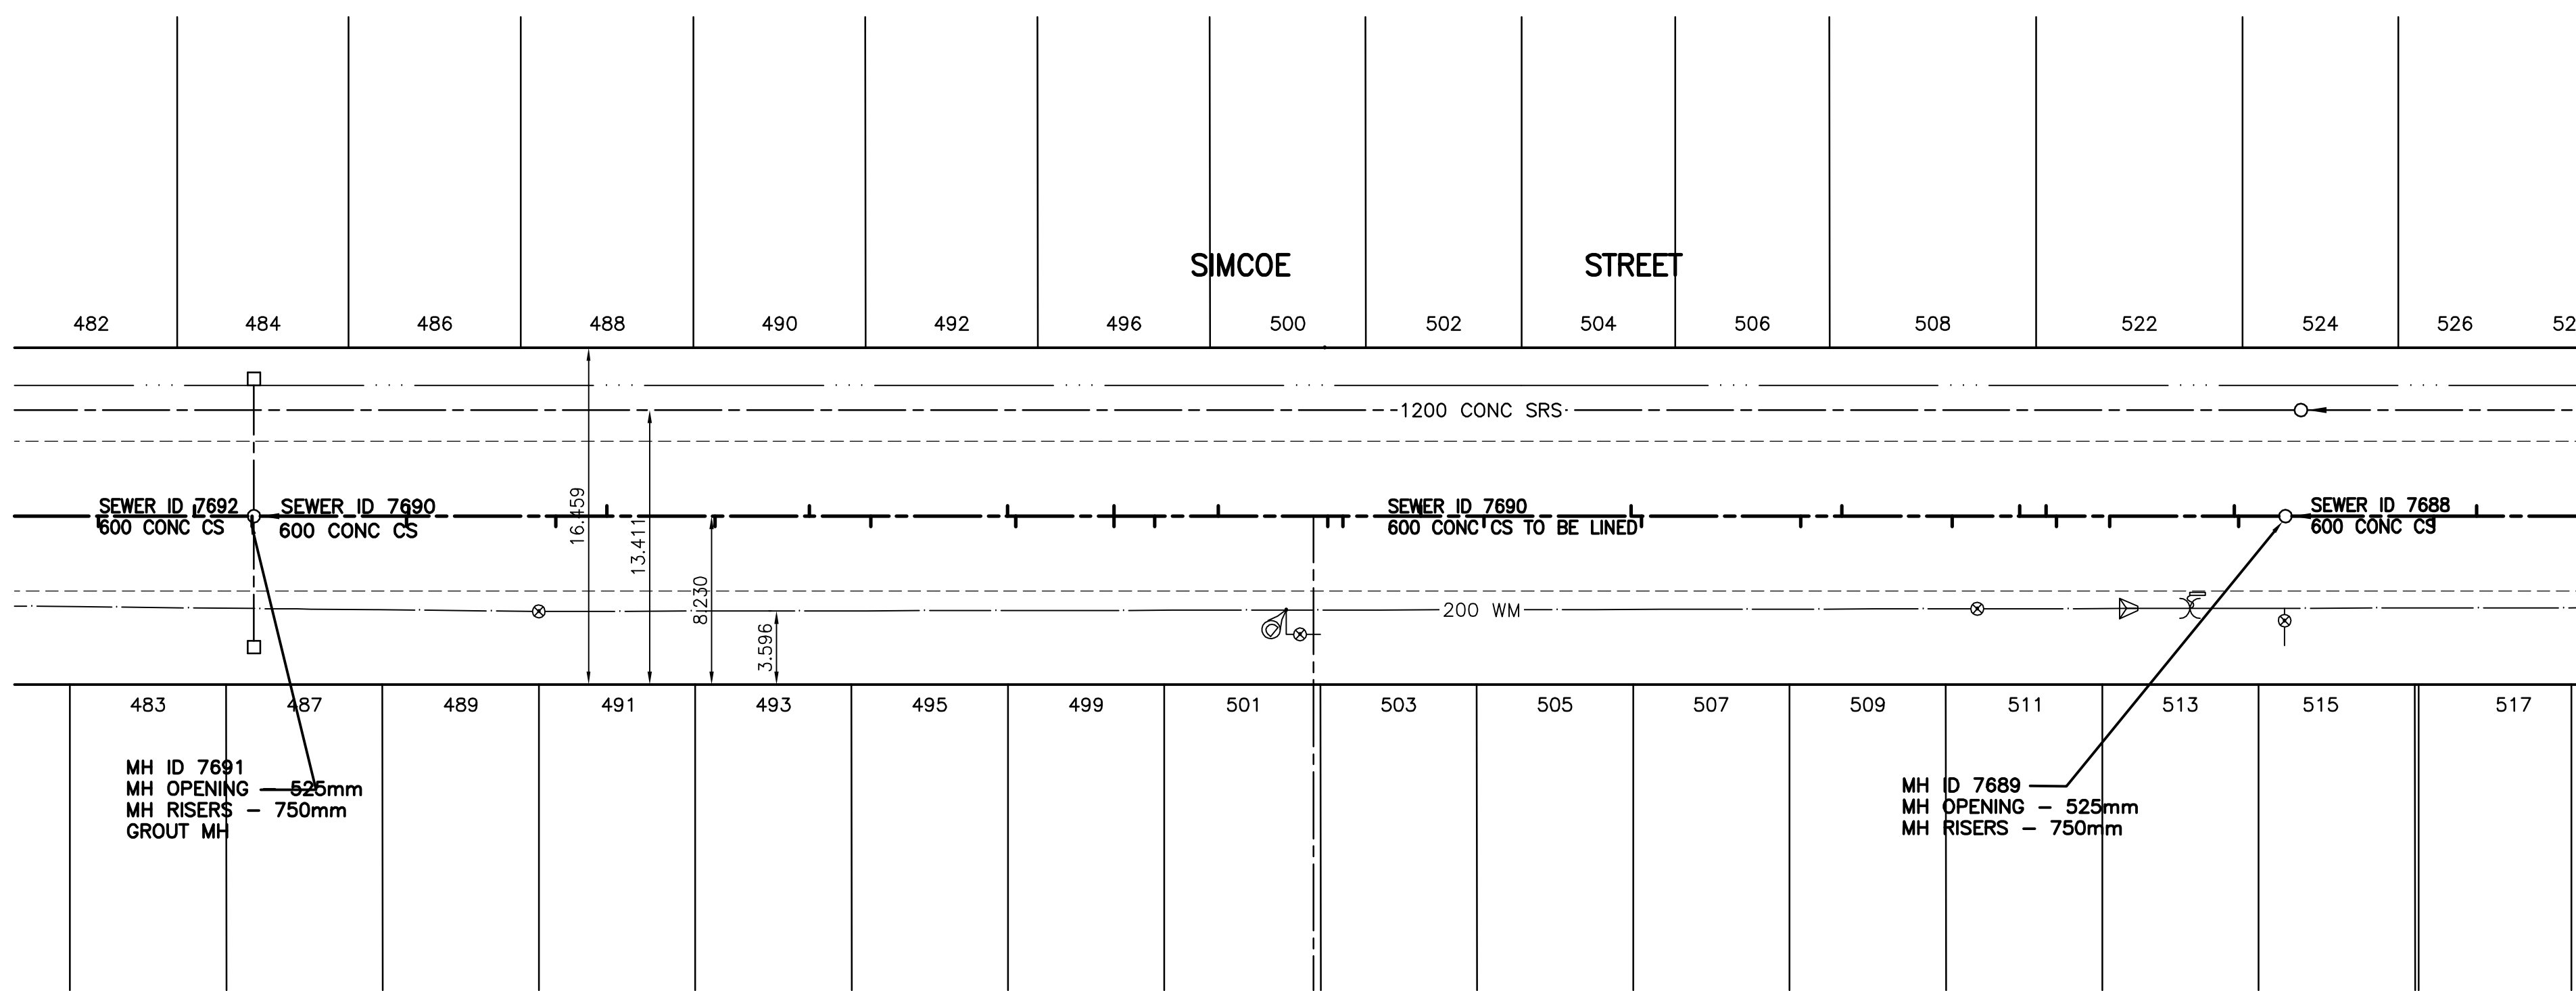 SIMCOE STREET
482 484 486 488 490 492 496 500 502 504 506 508 522 524 526
1200 CONC SRS
SEWER ID 7692
600 CONC CS
SEWER ID 7690
600 CONC CS
16.459
13.411
8.230
3.596
SEWER ID 7690
600 CONC CS TO BE LINED
SEWER ID 7688
600 CONC CS
200 WM
483 487 489 491 493 495 499 501 503 505 507 509 511 513 515 517
MH ID 7691
MH OPENING – 525mm
MH RISERS – 750mm
GROUT MH
MH ID 7689
MH OPENING – 525mm
MH RISERS – 750mm